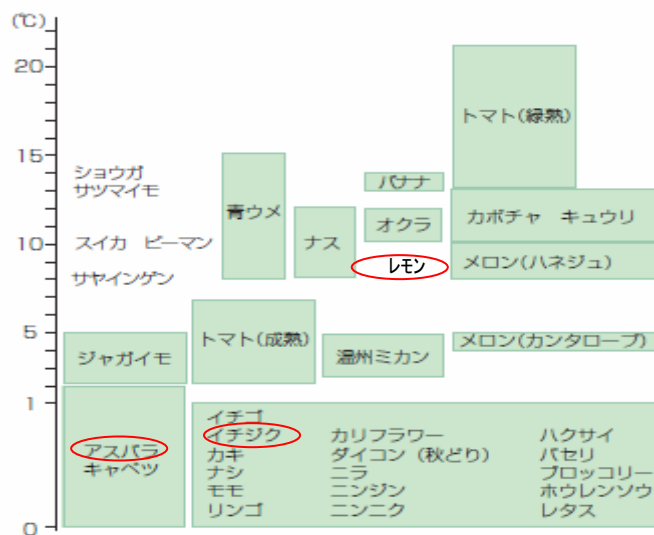 (℃)
20
トマト(緑熟)
15
ショウガ
サツマイモ
青ウメ
バナナ
オクラ
カボチャ キュウリ
ナス
スイカ ピーマン
10
レモン
メロン(ハネジュ)
サヤインゲン
5
ジャガイモ
トマト(成熟)
温州ミカン
メロン(カンタロープ)
1
アスパラ
キャベツ
イチゴ
イチジク カリフラワー ハクサイ
カキ ダイコン(秋どり) パセリ
ナシ ニラ ブロッコリー
モモ ニンジン ホウレンソウ
リンゴ ニンニク レタス
0